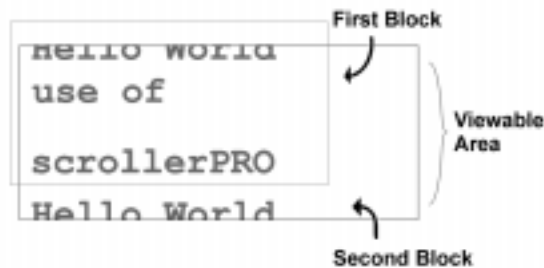 First Block
Hello World
use of
Viewable
Area
scrollerPRO
Hello World
Second Block